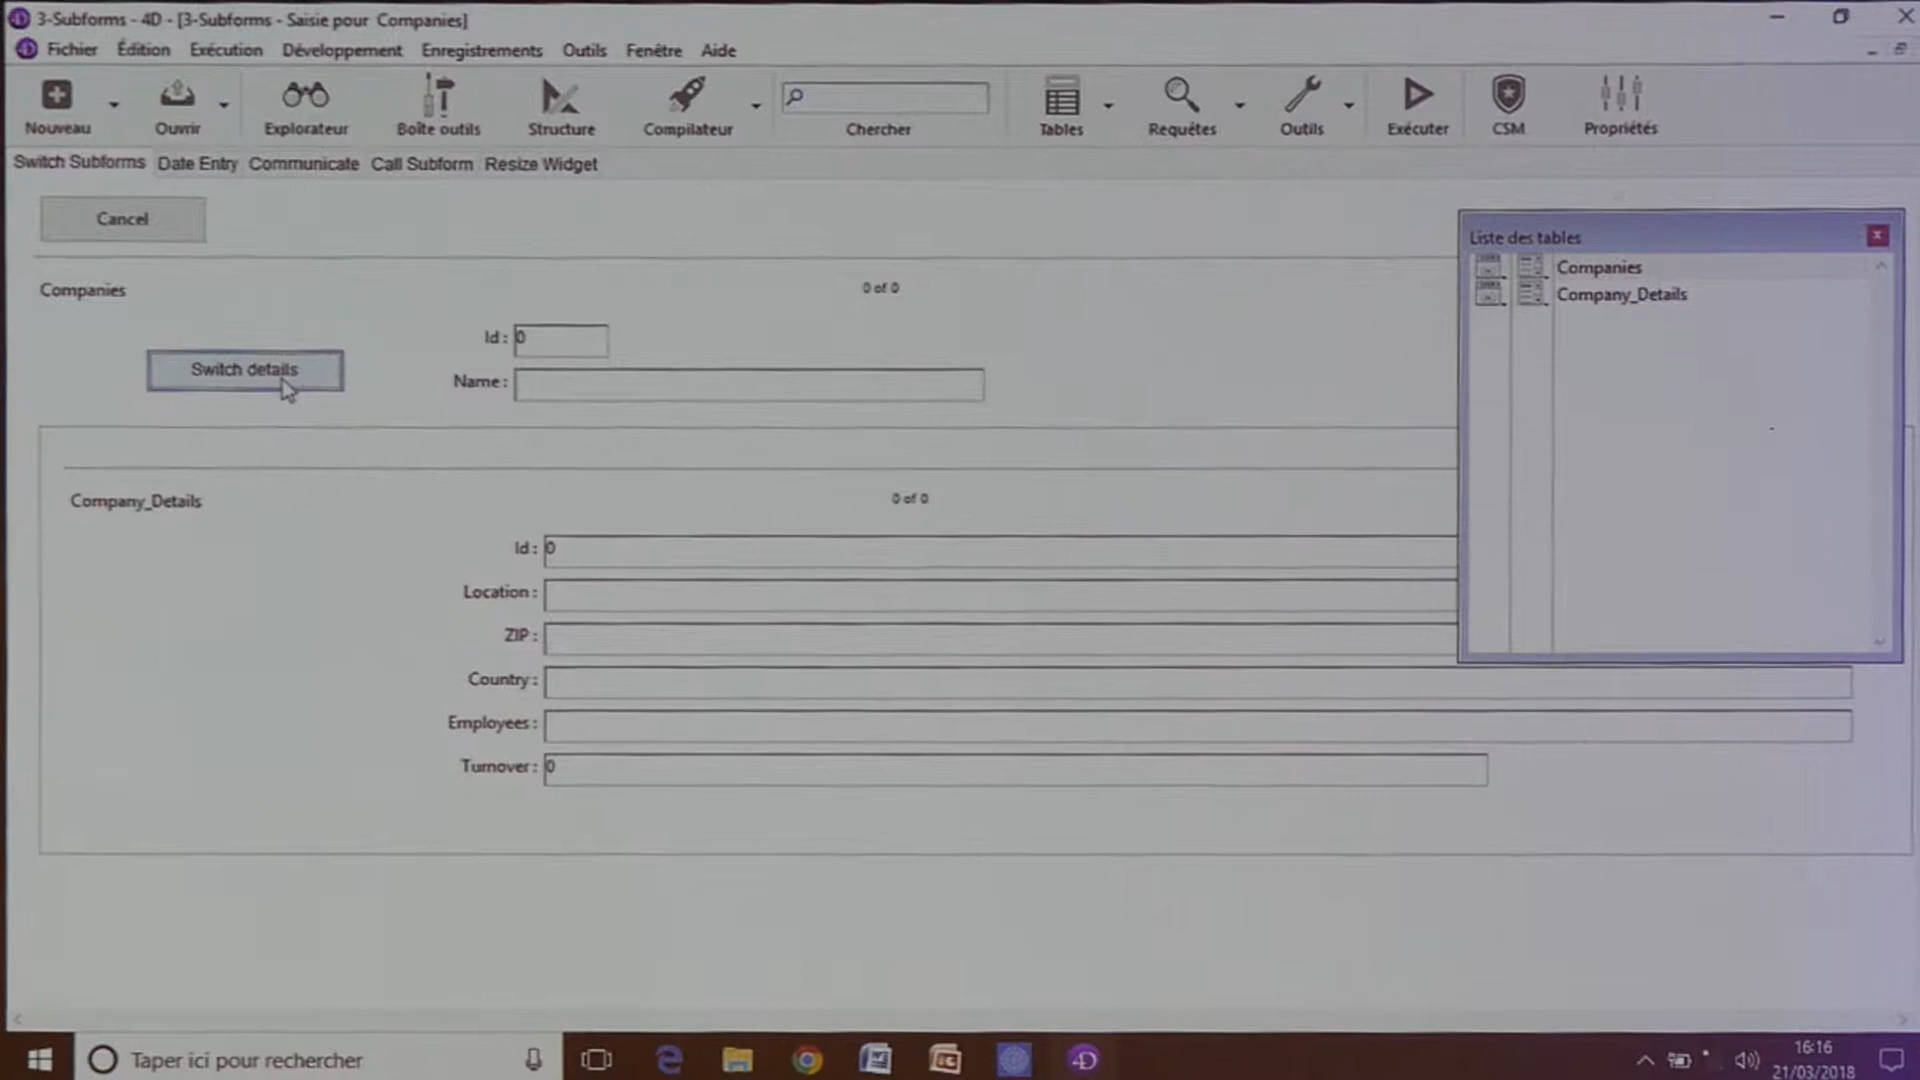 3-Subforms - 4D - [3-Subforms - Saisie pour Companies]
Fichier Édition Exécution Développement Enregistrements Outils Fenêtre Aide
Nouveau Ouvrir Explorateur Boîte outils Structure Compilateur Chercher Tables Requêtes Outils Exécuter CSM Propriétés
Switch Subforms Date Entry Communicate Call Subform Resize Widget
Cancel
Liste des tables
Companies
Company_Details
Companies 0 of 0
Id : 0
Switch details
Name :
Company_Details 0 of 0
Id : 0
Location :
ZIP :
Country :
Employees :
Turnover : 0
Taper ici pour rechercher
16:16
21/03/2018